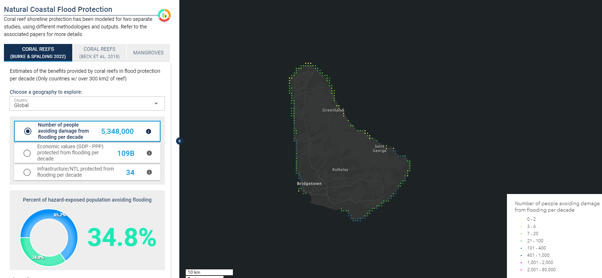 Natural Coastal Flood Protection
Coral reef shoreline protection has been modeled for two separate
studies, using different methodologies and outputs. Refer to the
associated papers for more details.
CORAL REEFS
(BURKE & SPALDING 2022)
CORAL REEFS
(BECK ET AL. 2018)
MANGROVES
Estimates of the benefits provided by coral reefs in flood protection
per decade (Only countries w/ over 300 km2 of reef)
Choose a geography to explore:
Country
Global
Number of people
avoiding damage from
flooding per decade
5,348,000
Economic values (GDP - PPP)
protected from flooding per
decade
109B
Infrastructure/NTL protected from
flooding per decade
34
Percent of hazard-exposed population avoiding flooding
34.8%
Greenland
Saint
George
Rothley
Bridgetown
10 km
Number of people avoiding damage
from flooding per decade
0 - 2
3 - 6
7 - 20
21 - 100
101 - 400
401 - 1,000
1,001 - 2,000
2,001 - 80,000